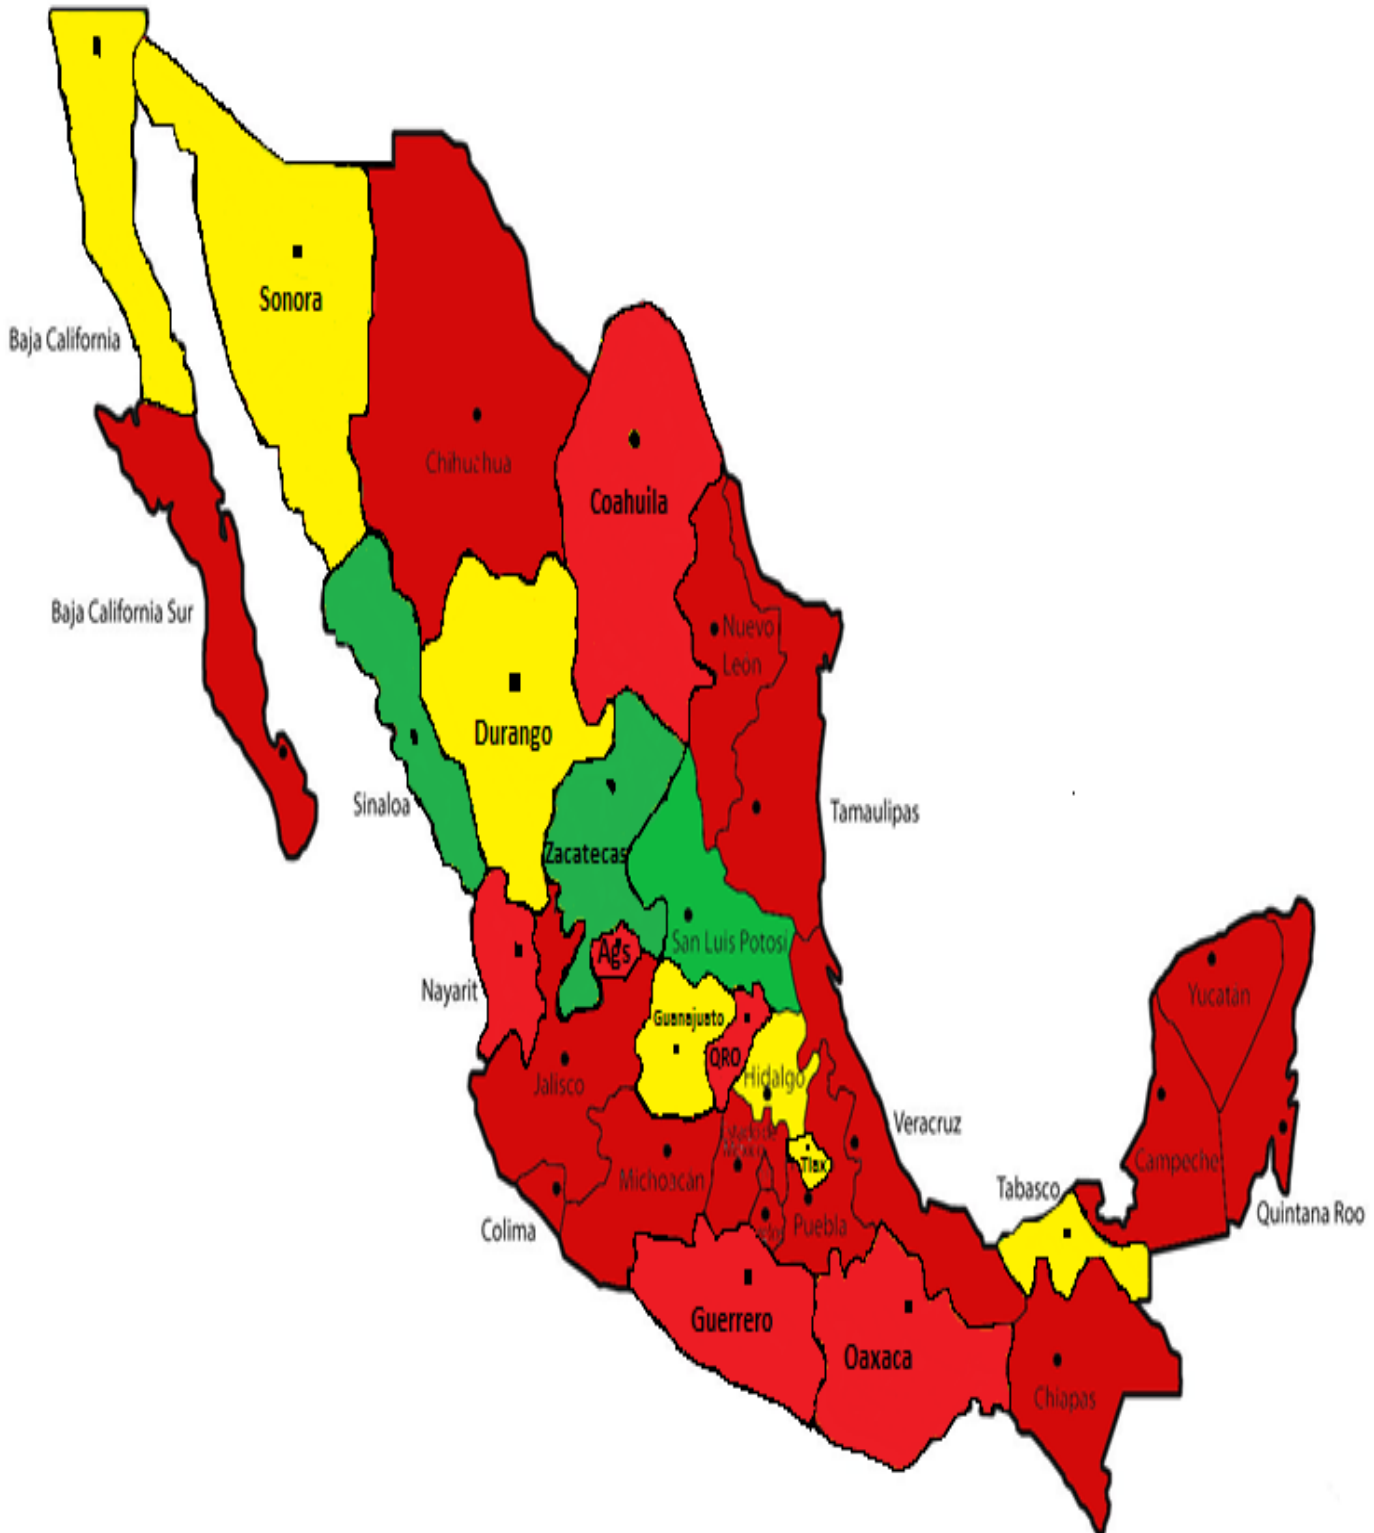 Sonora
Baja California
Chihuahua
Coahuila
Baja California Sur
Nuevo
León
Durango
Sinaloa
Tamaulipas
Zacatecas
San Luis Potosí
Ags
Nayarit
Yucatán
Guanajuato
QRO
Hidalgo
Jalisco
Veracruz
Michoacán
Tlax
Campeche
Tabasco
Quintana Roo
Colima
Puebla
Guerrero
Oaxaca
Chiapas